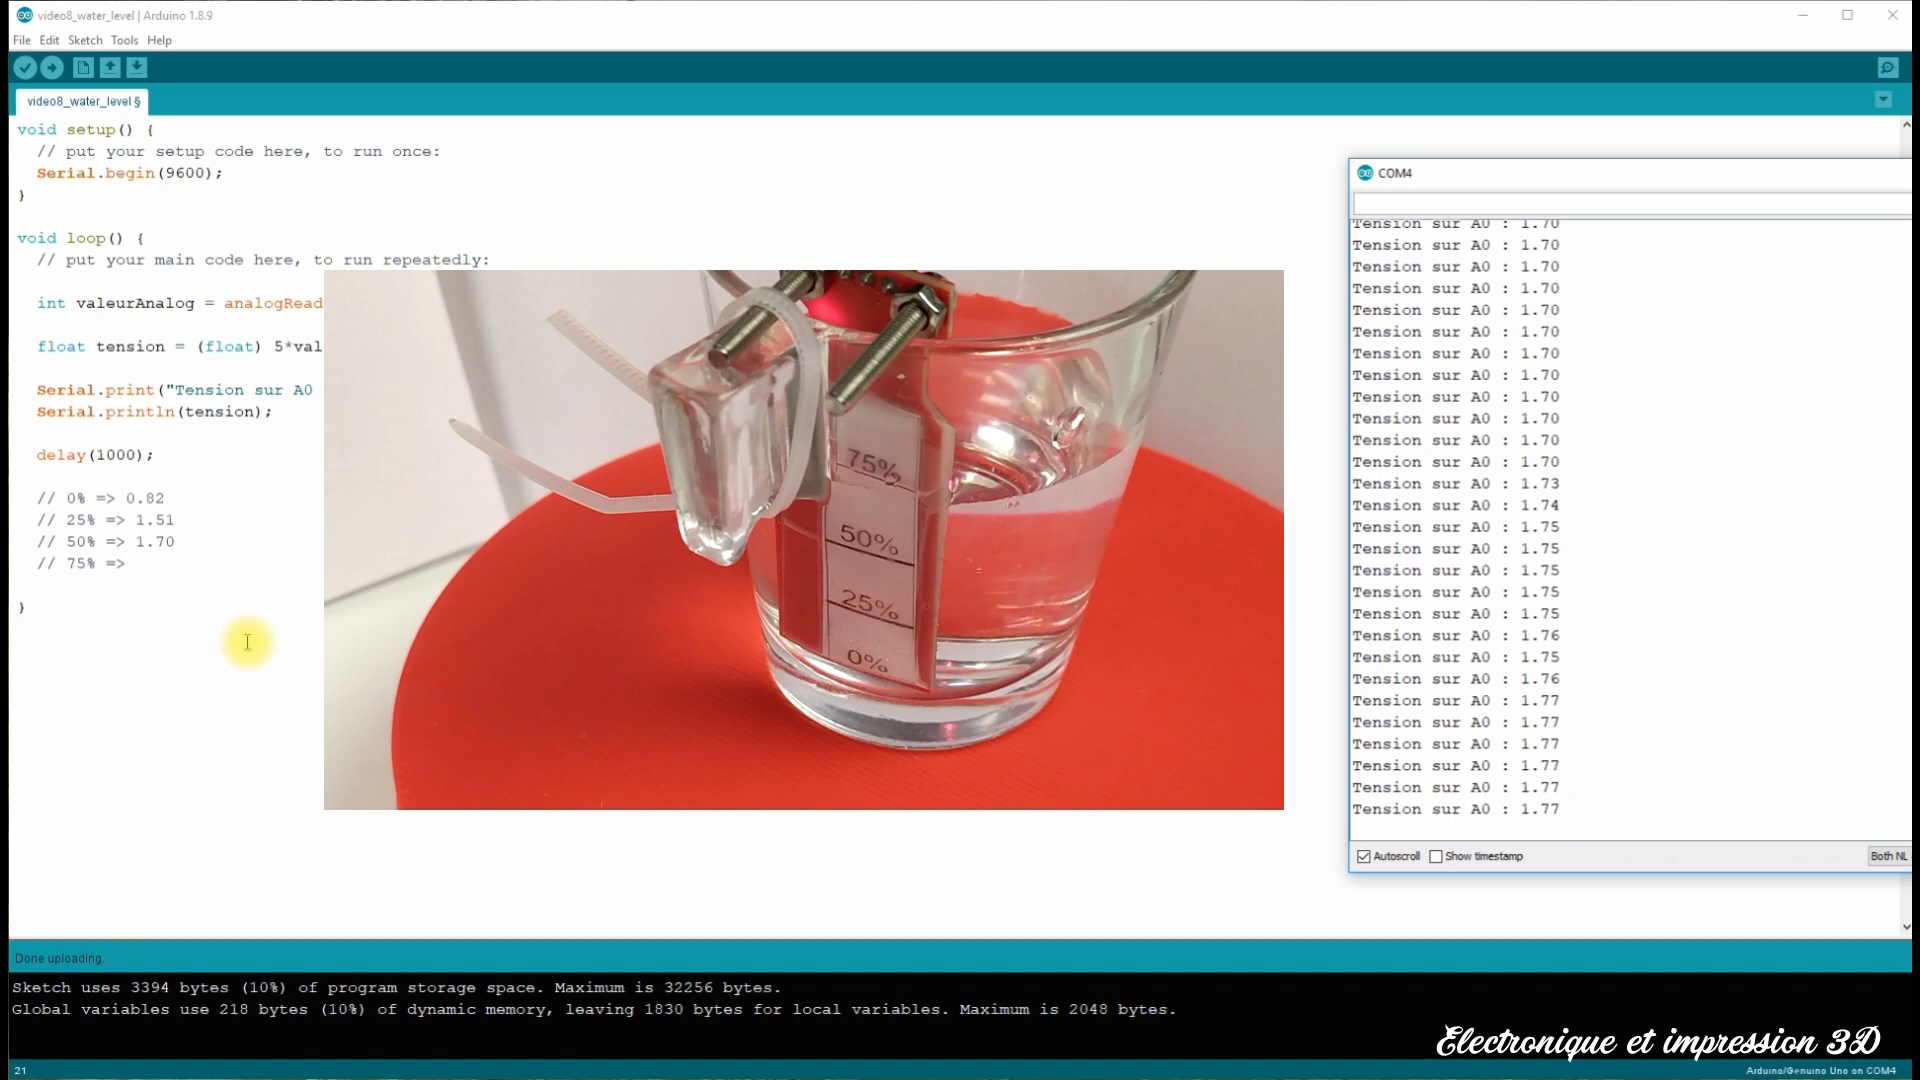 video8_water_level | Arduino 1.8.9
File Edit Sketch Tools Help
video8_water_level §
void setup() {
// put your setup code here, to run once:
Serial.begin(9600);
}
void loop() {
// put your main code here, to run repeatedly:
int valeurAnalog = analogRead
float tension = (float) 5*val
Serial.print("Tension sur A0
Serial.println(tension);
delay(1000);
// 0% => 0.82
// 25% => 1.51
// 50% => 1.70
// 75% =>
}
75%
50%
25%
0%
COM4
Tension sur A0 : 1.70
Tension sur A0 : 1.70
Tension sur A0 : 1.70
Tension sur A0 : 1.70
Tension sur A0 : 1.70
Tension sur A0 : 1.70
Tension sur A0 : 1.70
Tension sur A0 : 1.70
Tension sur A0 : 1.70
Tension sur A0 : 1.70
Tension sur A0 : 1.70
Tension sur A0 : 1.70
Tension sur A0 : 1.73
Tension sur A0 : 1.74
Tension sur A0 : 1.75
Tension sur A0 : 1.75
Tension sur A0 : 1.75
Tension sur A0 : 1.75
Tension sur A0 : 1.75
Tension sur A0 : 1.76
Tension sur A0 : 1.75
Tension sur A0 : 1.76
Tension sur A0 : 1.77
Tension sur A0 : 1.77
Tension sur A0 : 1.77
Tension sur A0 : 1.77
Tension sur A0 : 1.77
Tension sur A0 : 1.77
Autoscroll Show timestamp Both NL
Done uploading.
Sketch uses 3394 bytes (10%) of program storage space. Maximum is 32256 bytes.
Global variables use 218 bytes (10%) of dynamic memory, leaving 1830 bytes for local variables. Maximum is 2048 bytes.
Electronique et impression 3D
21 Arduino/Genuino Uno on COM4